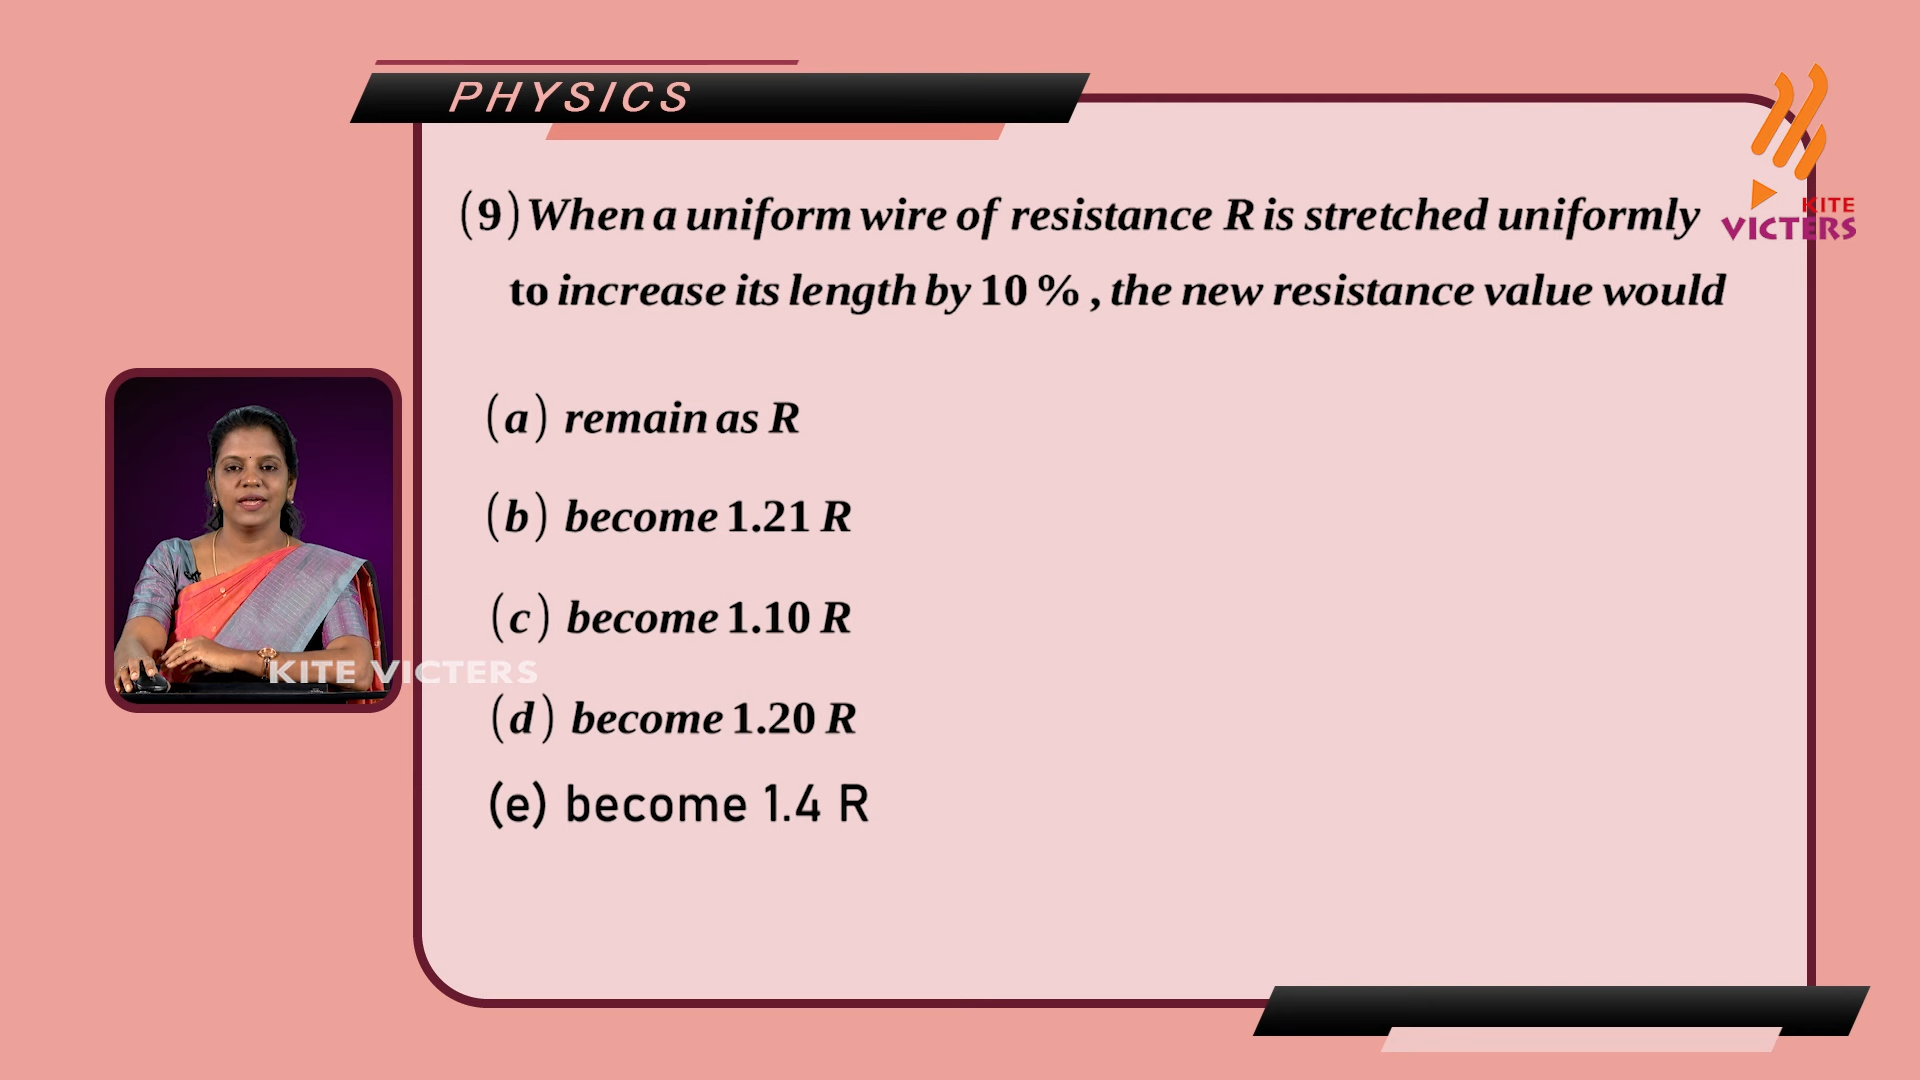 PHYSICS
KITE
VICTERS
(9) When a uniform wire of resistance R is stretched uniformly
to increase its length by 10 % , the new resistance value would
(a) remain as R
(b) become 1.21 R
(c) become 1.10 R
KITE VICTERS
(d) become 1.20 R
(e) become 1.4 R